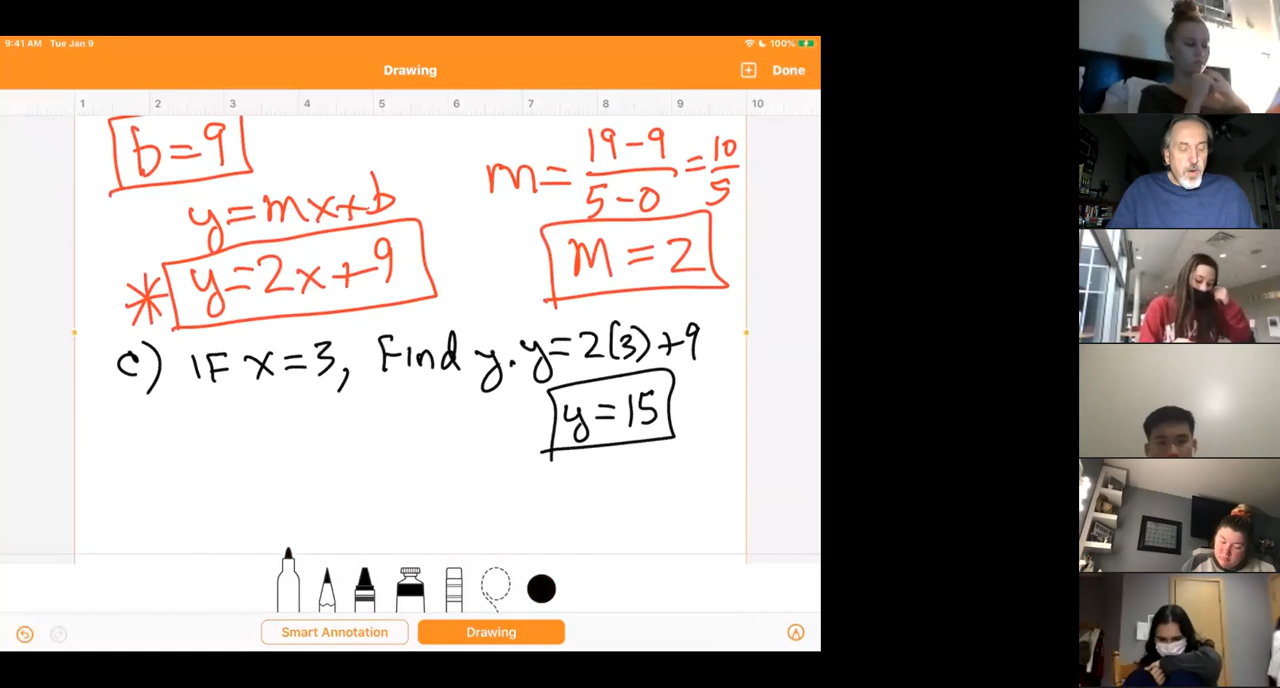 9:41 AM Tue Jan 9
100%
Drawing
Done
1 2 3 4 5 6 7 8 9 10
b = 9
m = 19 - 9 / 5 - 0 = 10 / 5
y = mx + b
m = 2
* y = 2x + 9
c) IF x = 3, Find y. y = 2(3) + 9
y = 15
Smart Annotation
Drawing